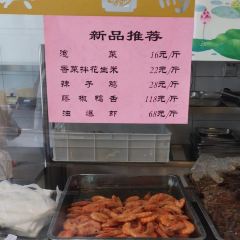 新品推荐
泡菜 16元/斤
香菜拌花生米 22元/斤
辣子鸡 28元/斤
藤椒鸭舌 118元/斤
油爆虾 68元/斤